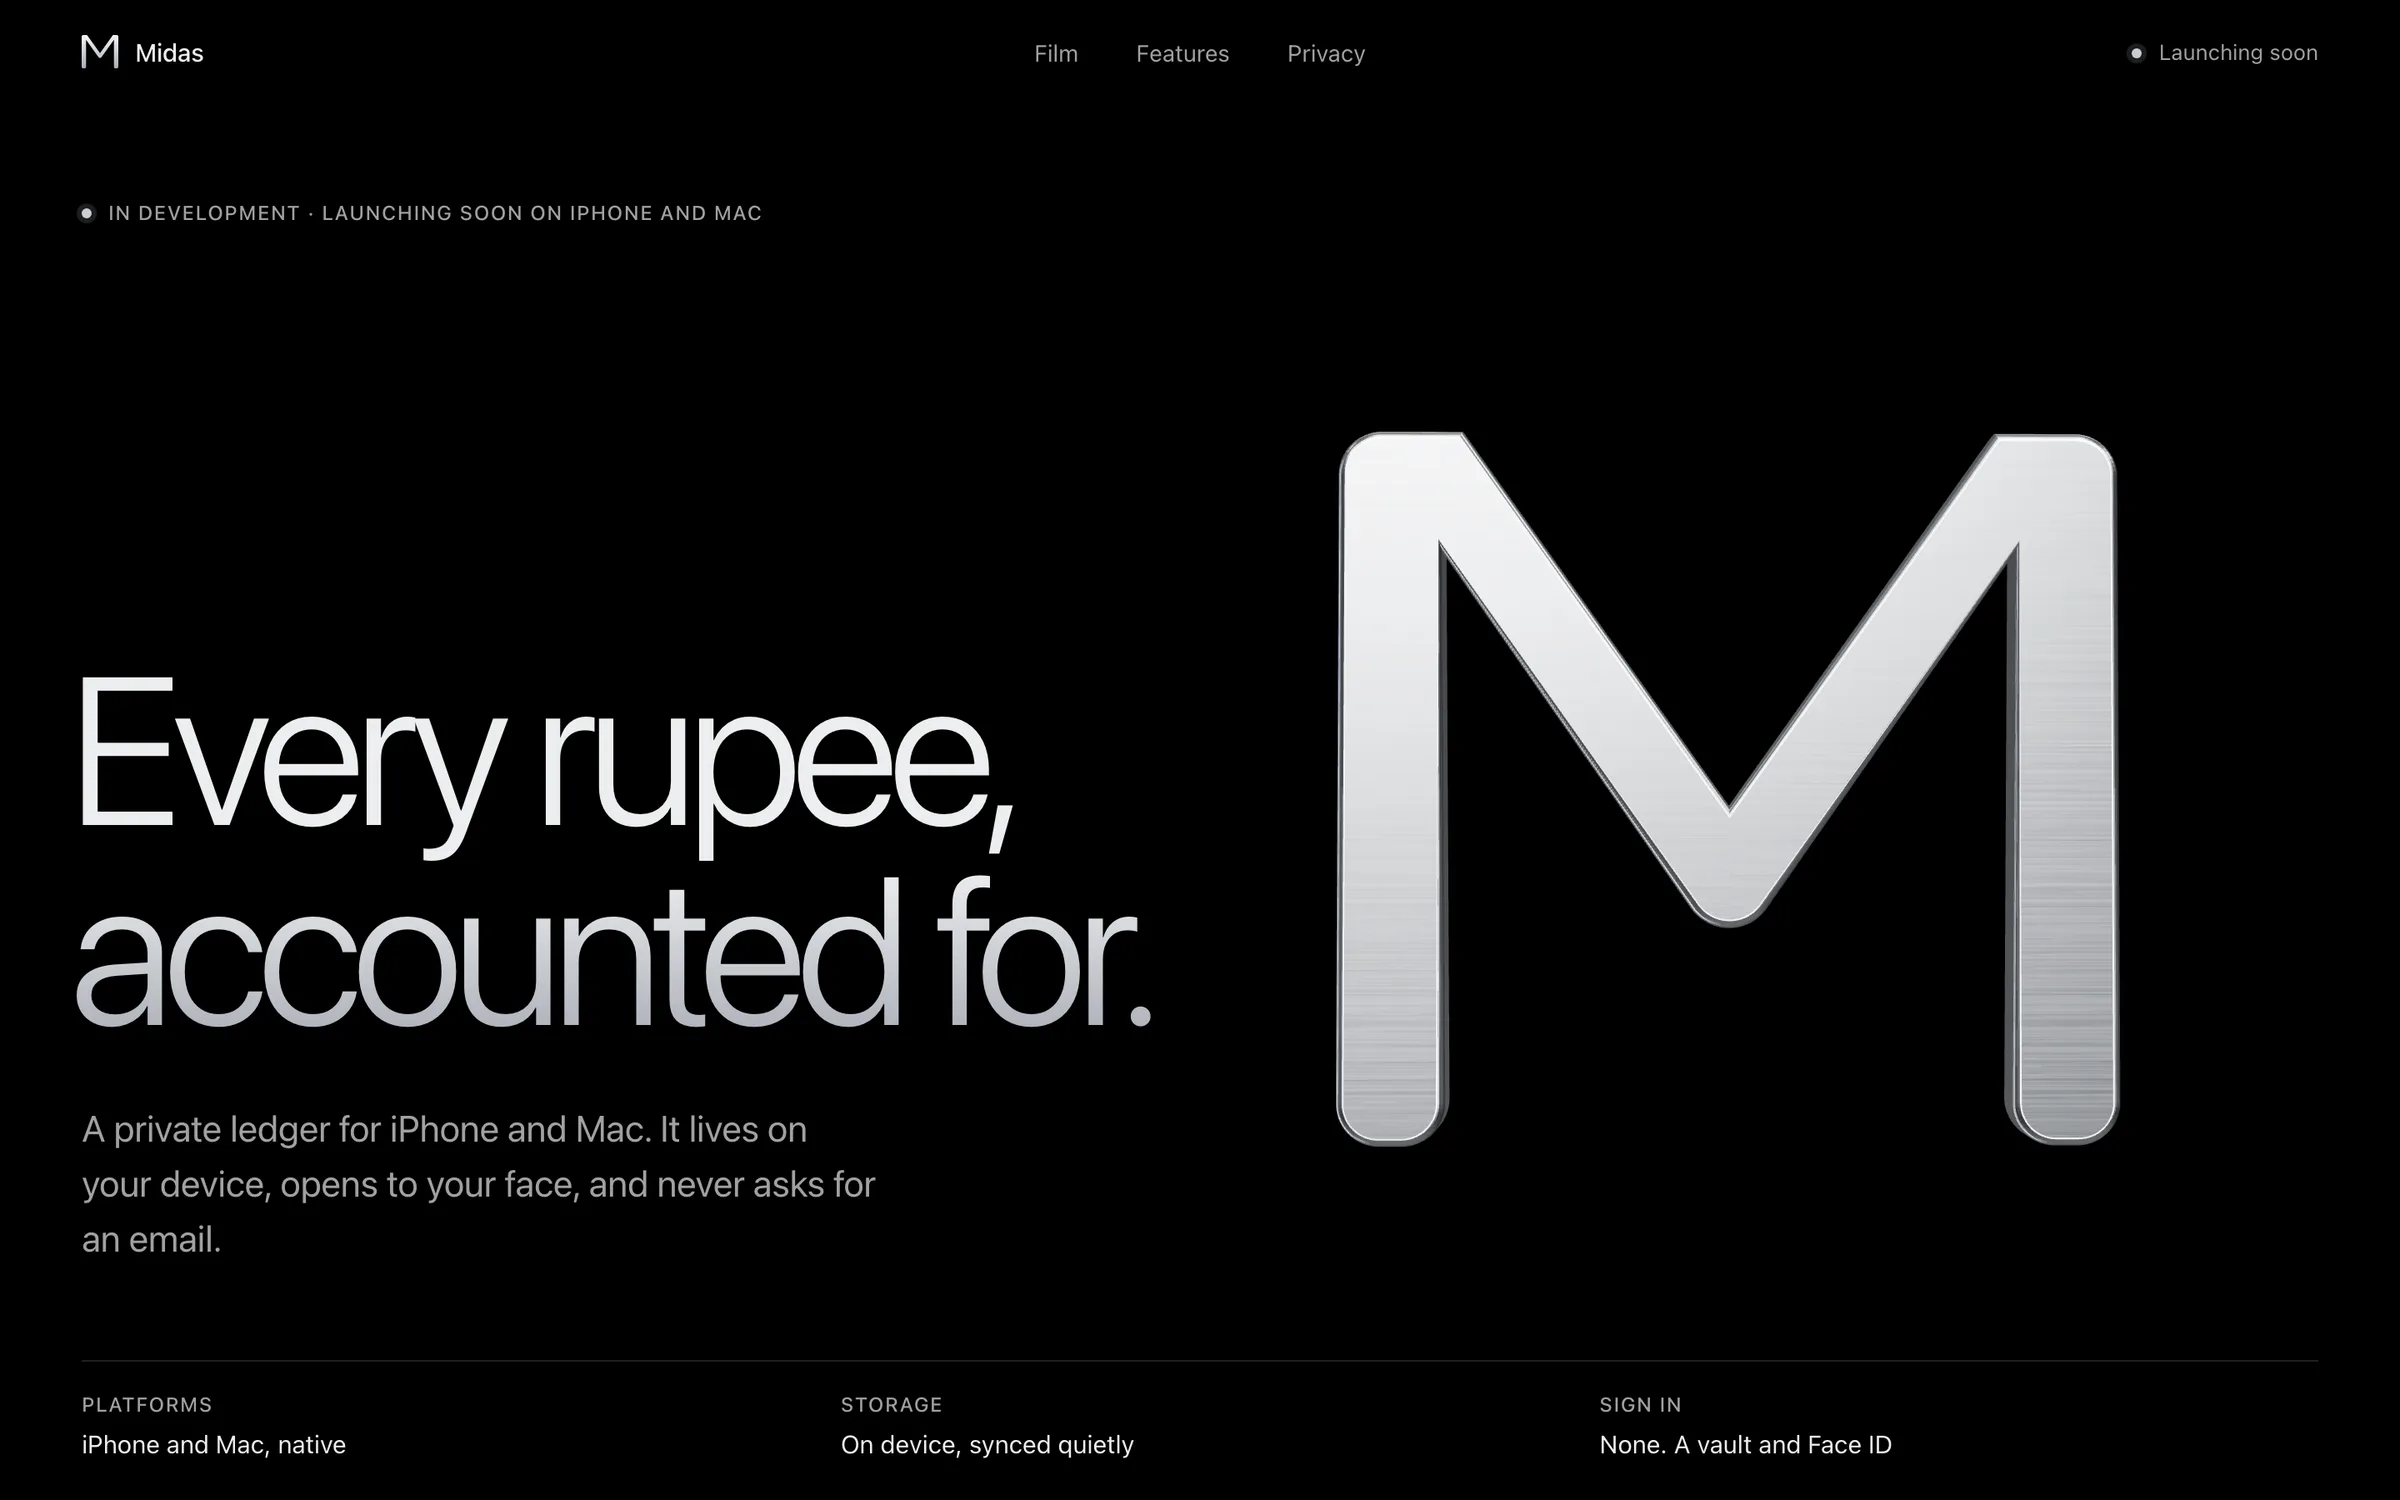 M Midas
Film
Features
Privacy
Launching soon
IN DEVELOPMENT · LAUNCHING SOON ON IPHONE AND MAC
Every rupee,
accounted for.
M
A private ledger for iPhone and Mac. It lives on
your device, opens to your face, and never asks for
an email.
PLATFORMS
iPhone and Mac, native
STORAGE
On device, synced quietly
SIGN IN
None. A vault and Face ID